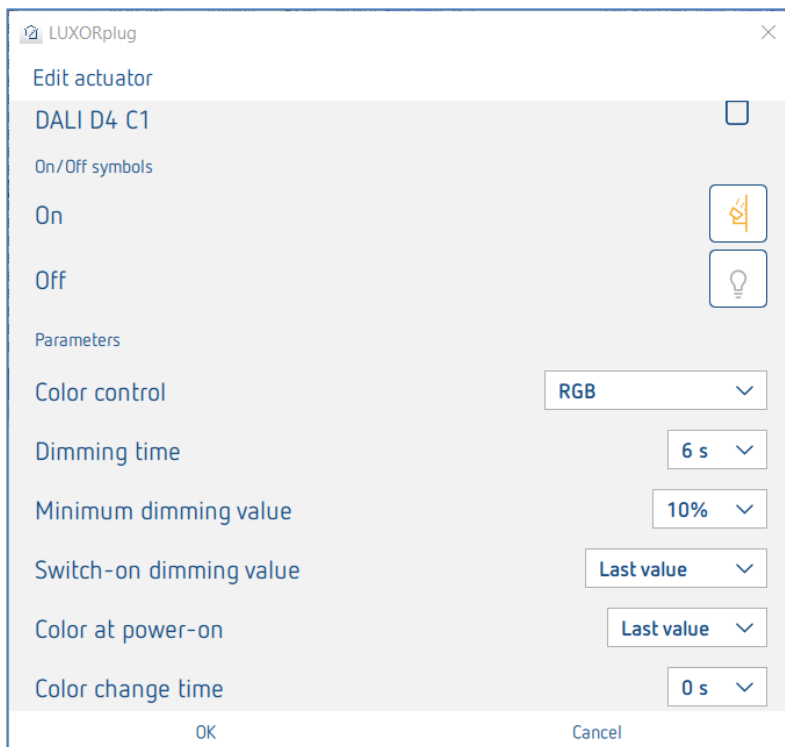 LUXORplug
Edit actuator
DALI D4 C1
On/Off symbols
On
Off
Parameters
Color control RGB
Dimming time 6 s
Minimum dimming value 10%
Switch-on dimming value Last value
Color at power-on Last value
Color change time 0 s
OK Cancel